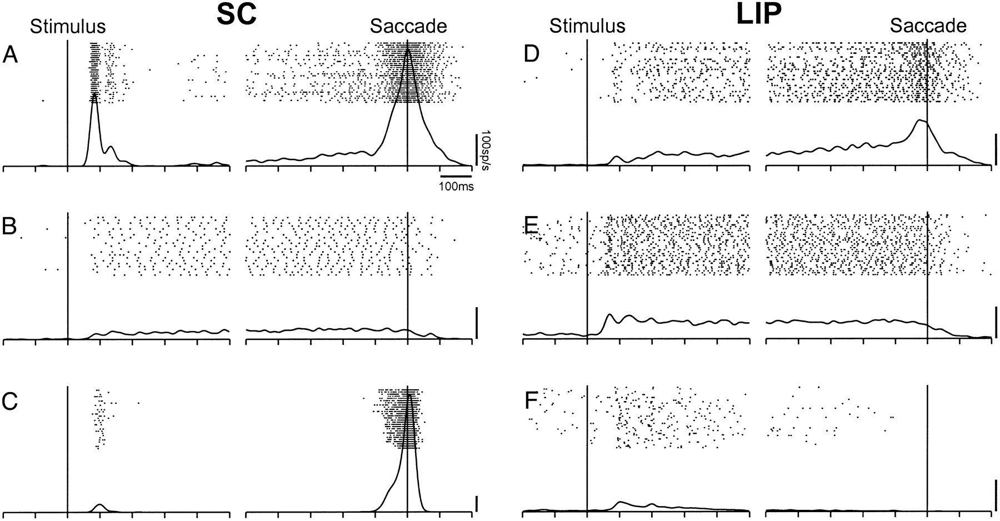 SC
LIP
Stimulus
Saccade
Stimulus
Saccade
A
D
100sp/s
100ms
B
E
C
F